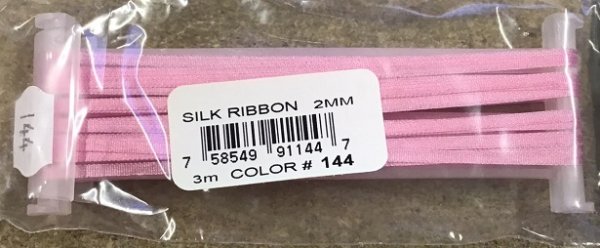 SILK RIBBON 2MM
7 58549 91144 7
3m COLOR # 144
144